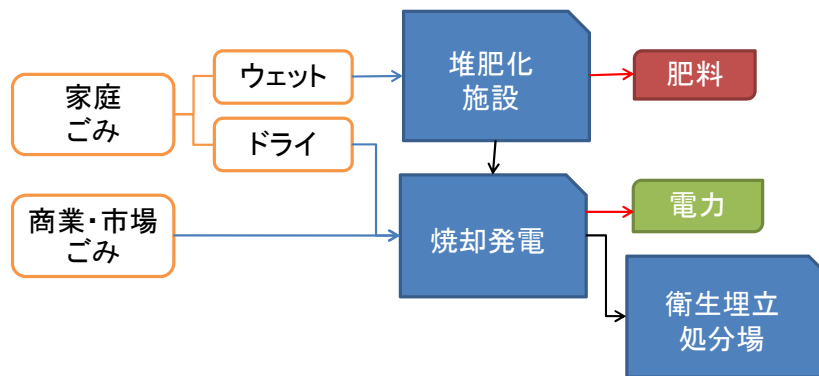 家庭
ごみ
ウェット
ドライ
堆肥化
施設
肥料
商業・市場
ごみ
焼却発電
電力
衛生埋立
処分場